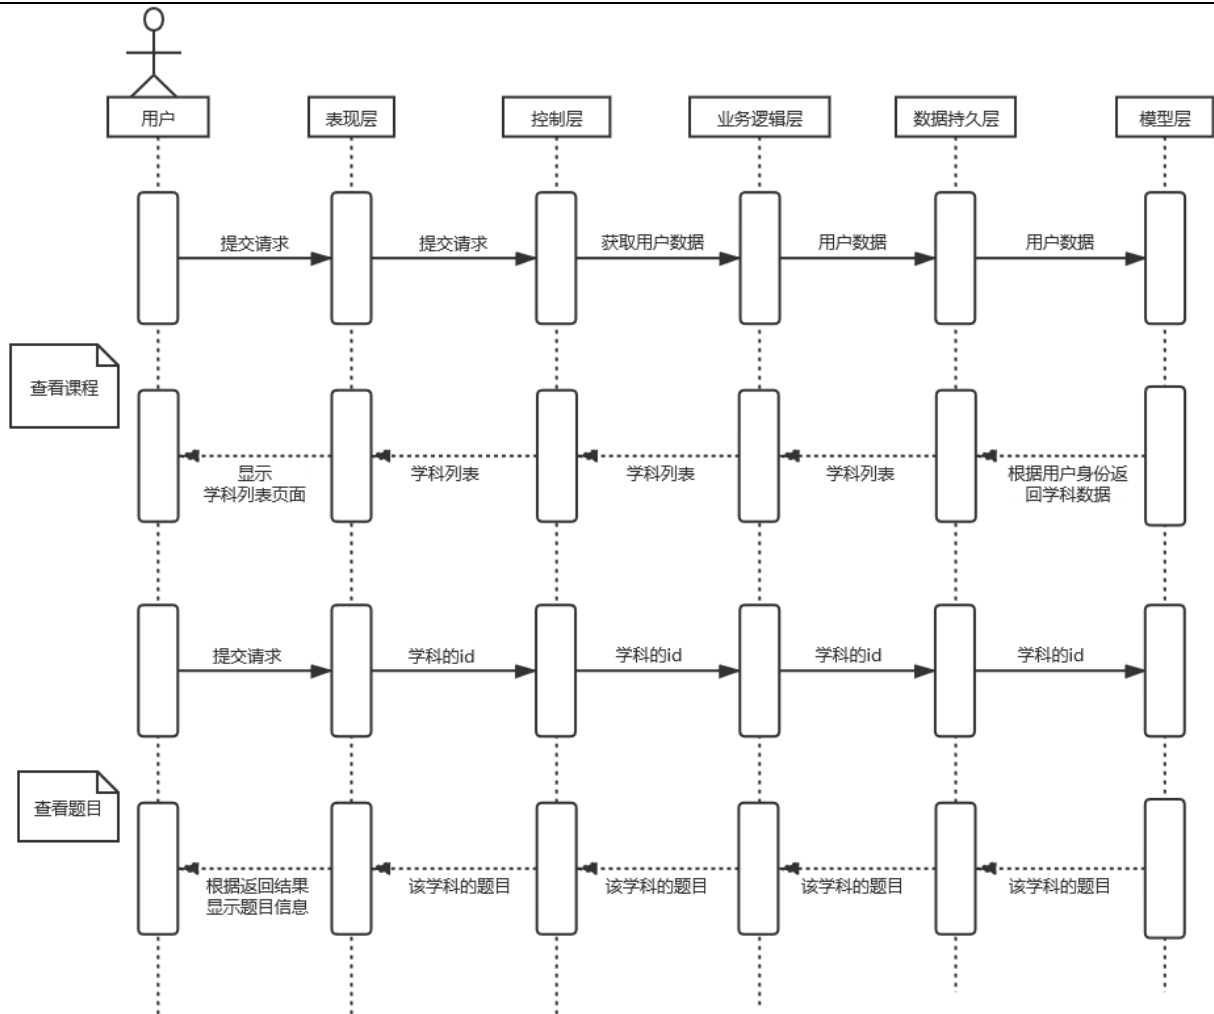 用户
表现层
控制层
业务逻辑层
数据持久层
模型层
提交请求
提交请求
获取用户数据
用户数据
用户数据
查看课程
显示
学科列表页面
学科列表
学科列表
学科列表
根据用户身份返
回学科数据
提交请求
学科的id
学科的id
学科的id
学科的id
查看题目
根据返回结果
显示题目信息
该学科的题目
该学科的题目
该学科的题目
该学科的题目